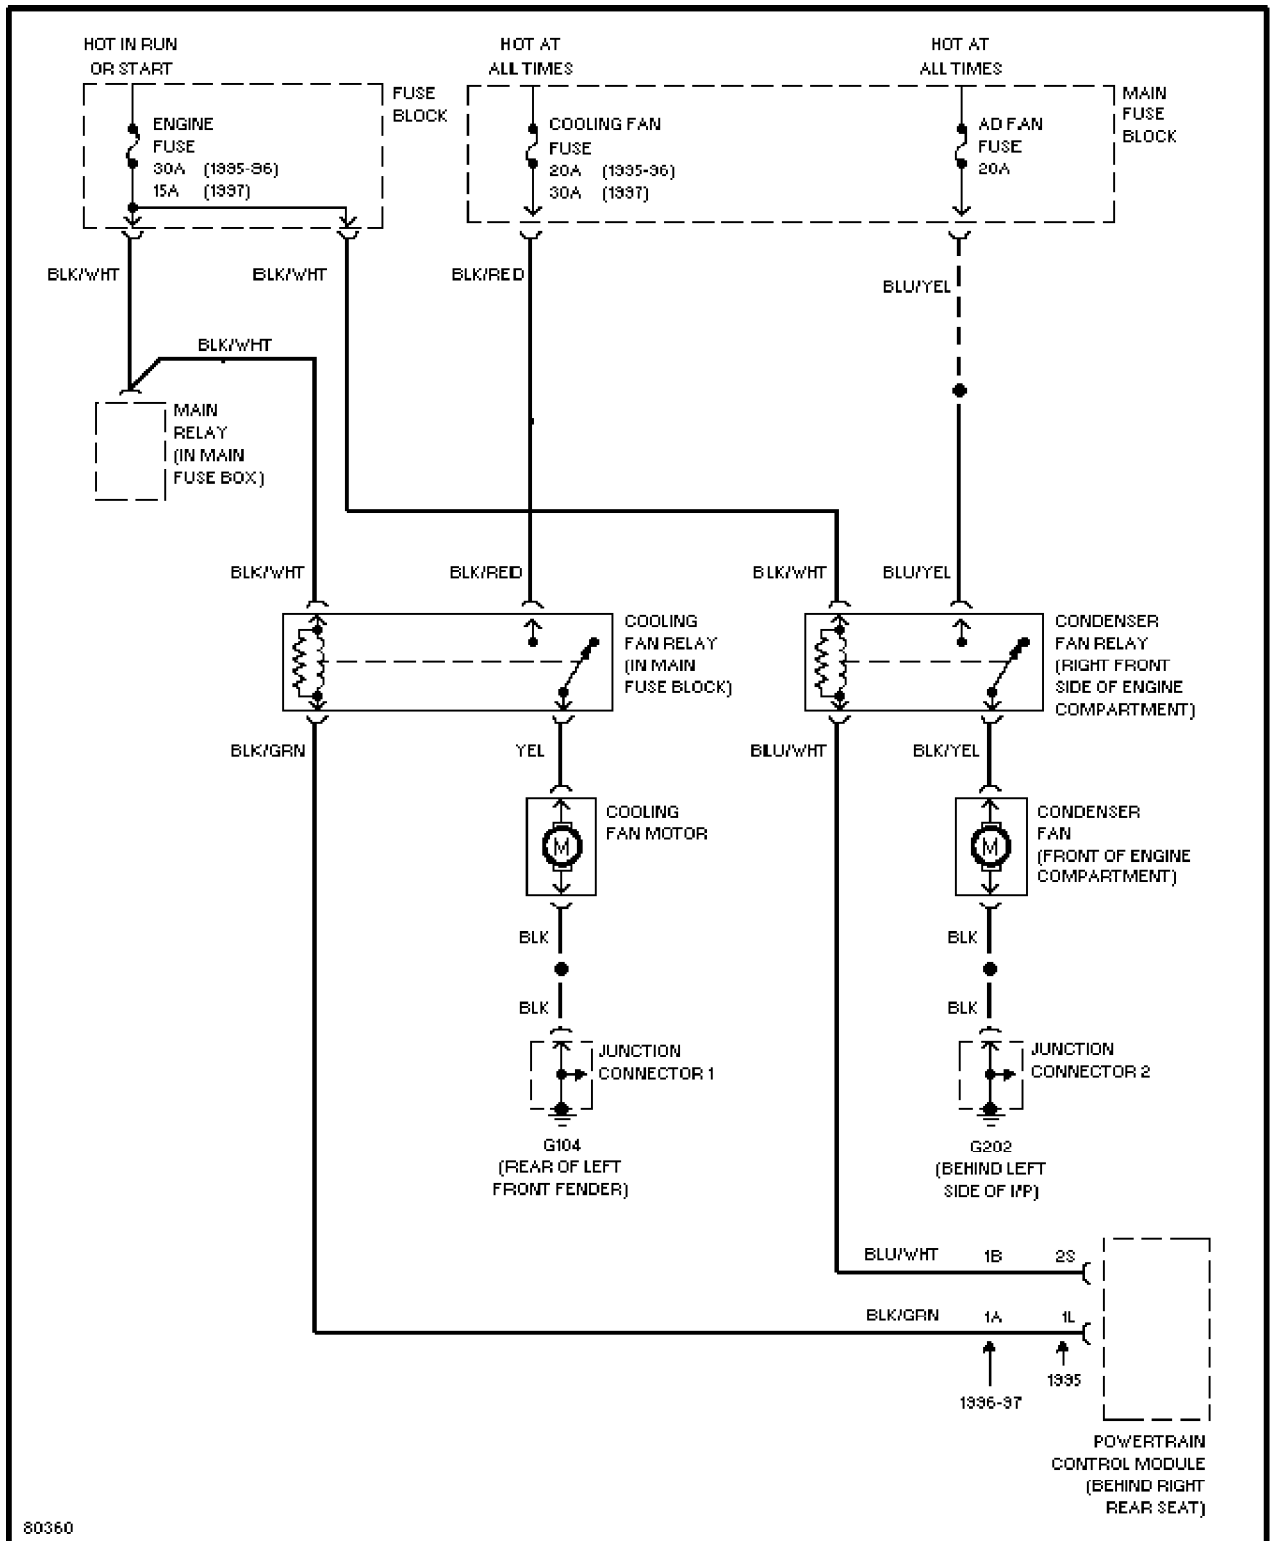 HOT IN RUN
OR START
HOT AT
ALL TIMES
HOT AT
ALL TIMES
FUSE
BLOCK
ENGINE
FUSE
30A (1995-96)
15A (1997)
COOLING FAN
FUSE
20A (1995-96)
30A (1997)
AD FAN
FUSE
20A
MAIN
FUSE
BLOCK
BLK/WHT
BLK/WHT
BLK/RED
BLU/YEL
BLK/WHT
MAIN
RELAY
(IN MAIN
FUSE BOX)
BLK/WHT
BLK/RED
BLK/WHT
BLU/YEL
COOLING
FAN RELAY
(IN MAIN
FUSE BLOCK)
CONDENSER
FAN RELAY
(RIGHT FRONT
SIDE OF ENGINE
COMPARTMENT)
BLK/GRN
YEL
BLU/WHT
BLK/YEL
M
COOLING
FAN MOTOR
M
CONDENSER
FAN
(FRONT OF ENGINE
COMPARTMENT)
BLK
BLK
BLK
BLK
JUNCTION
CONNECTOR 1
JUNCTION
CONNECTOR 2
G104
(REAR OF LEFT
FRONT FENDER)
G202
(BEHIND LEFT
SIDE OF I/P)
BLU/WHT 1B 2S
BLK/GRN 1A 1L
1996-97
1995
POWERTRAIN
CONTROL MODULE
(BEHIND RIGHT
REAR SEAT)
80360